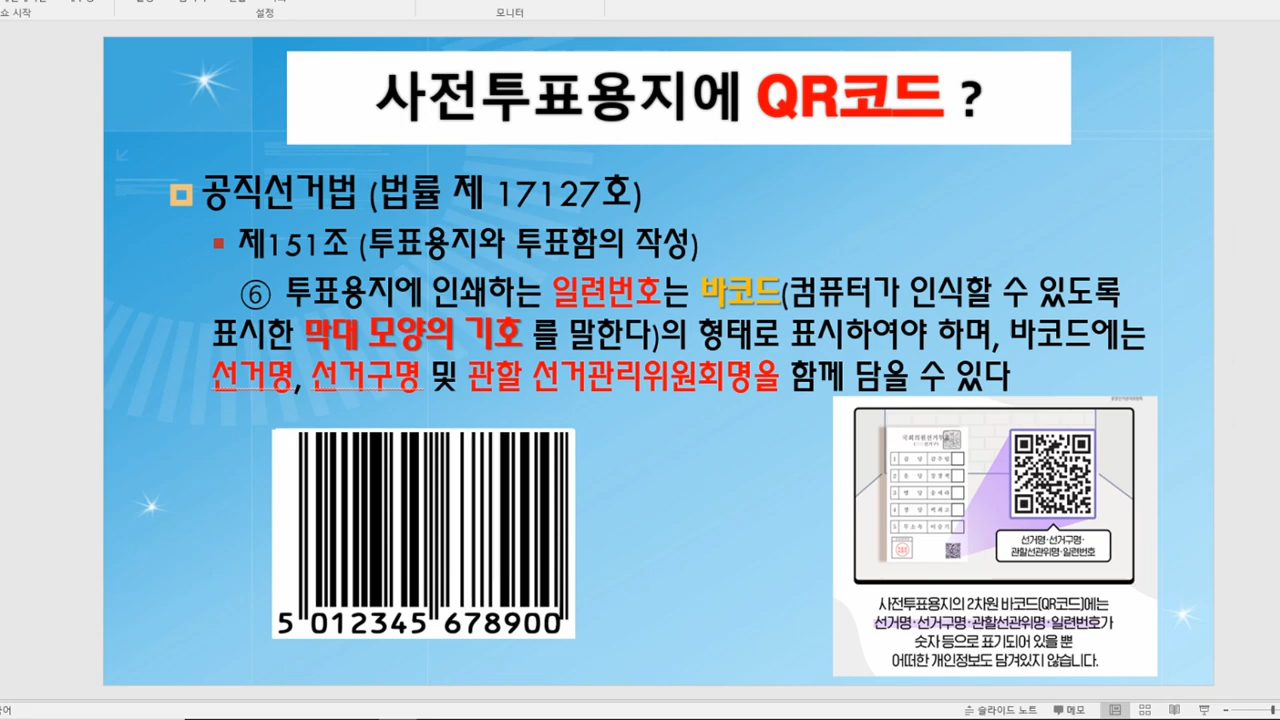 쇼 시작
설정
모니터
사전투표용지에 QR코드 ?
공직선거법 (법률 제 17127호)
제151조 (투표용지와 투표함의 작성)
⑥ 투표용지에 인쇄하는 일련번호는 바코드(컴퓨터가 인식할 수 있도록
표시한 막대 모양의 기호 를 말한다)의 형태로 표시하여야 하며, 바코드에는
선거명, 선거구명 및 관할 선거관리위원회명을 함께 담을 수 있다
5 012345 678900
국회의원선거투표
선거명·선거구명·
관할선관위명·일련번호
사전투표용지의 2차원 바코드(QR코드)에는
선거명·선거구명·관할선관위명·일련번호가
숫자 등으로 표기되어 있을 뿐
어떠한 개인정보도 담겨있지 않습니다.
슬라이드 노트
메모